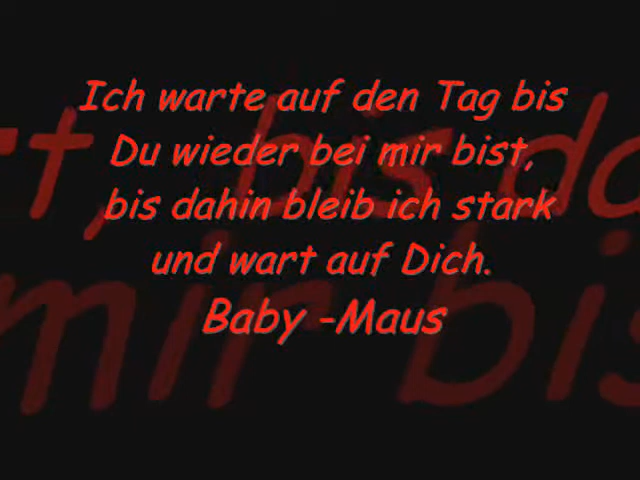 Ich warte auf den Tag bis
Du wieder bei mir bist,
bis dahin bleib ich stark
und wart auf Dich.
Baby -Maus